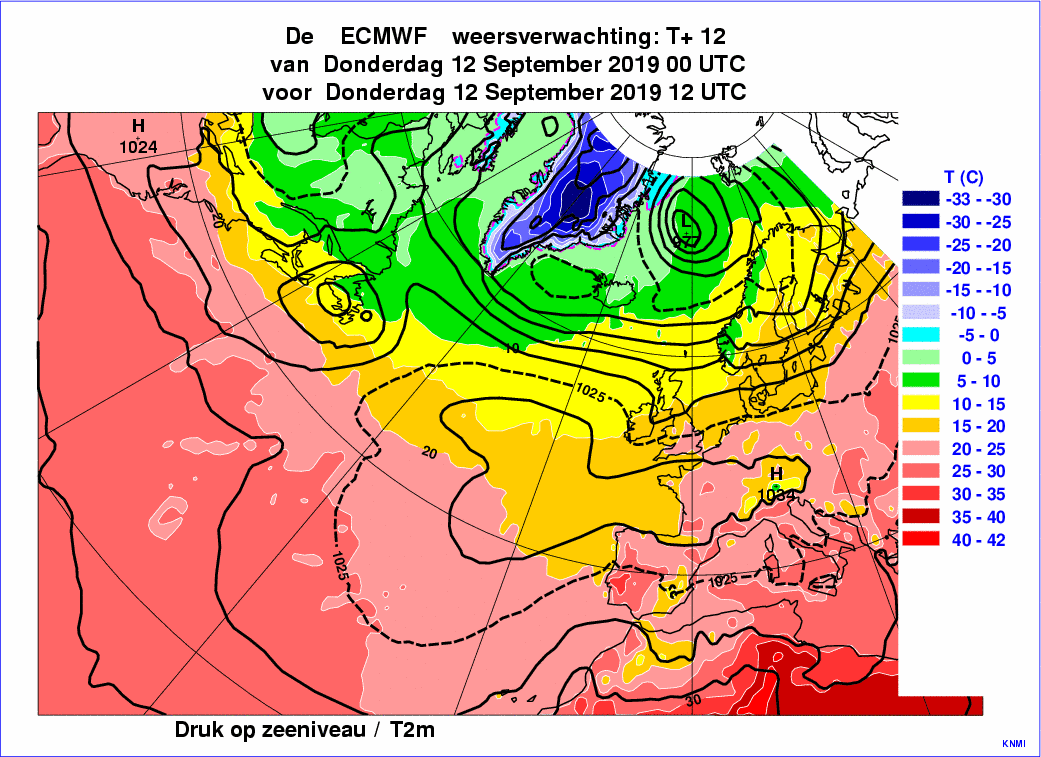 De ECMWF weersverwachting: T+ 12
van Donderdag 12 September 2019 00 UTC
voor Donderdag 12 September 2019 12 UTC
H
1024
T (C)
-33 - -30
-30 - -25
-25 - -20
-20 - -15
-15 - -10
-10 - -5
-5 - 0
0 - 5
5 - 10
10 - 15
15 - 20
20 - 25
25 - 30
30 - 35
35 - 40
40 - 42
20
L
10
1025
1025
20
H
1034
1025
1025
30
Druk op zeeniveau / T2m
KNMI